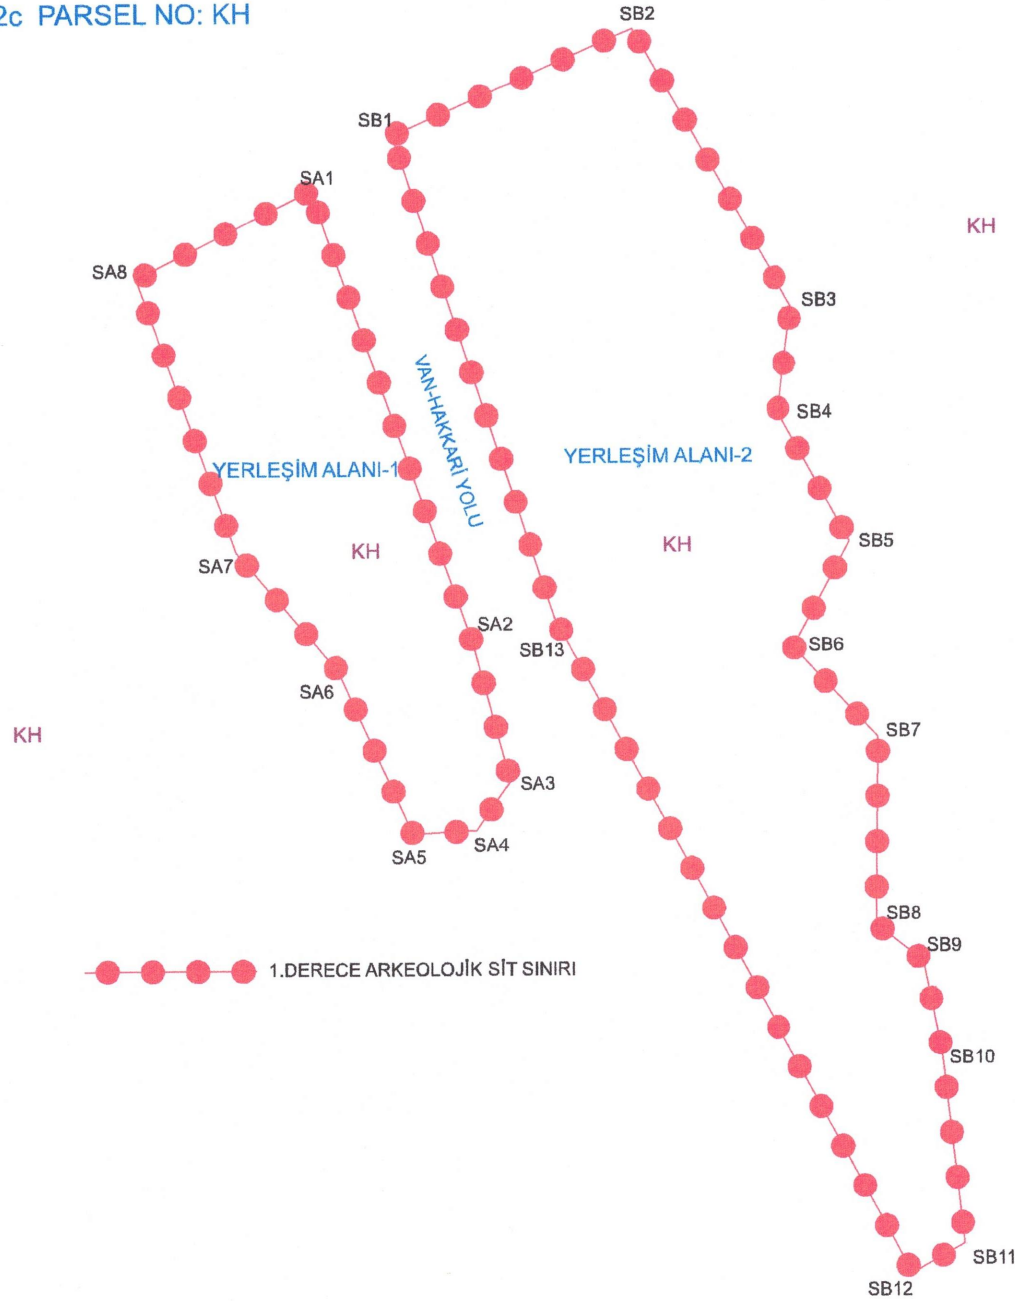 2c PARSEL NO: KH
SB2
SB1
SA1
KH
SA8
SB3
VAN-HAKKARİ YOLU
SB4
YERLEŞİM ALANI-1
YERLEŞİM ALANI-2
SB5
KH
KH
SA7
SA2
SB13
SB6
SA6
KH
SB7
SA3
SA4
SA5
SB8
SB9
1.DERECE ARKEOLOJİK SİT SINIRI
SB10
SB11
SB12